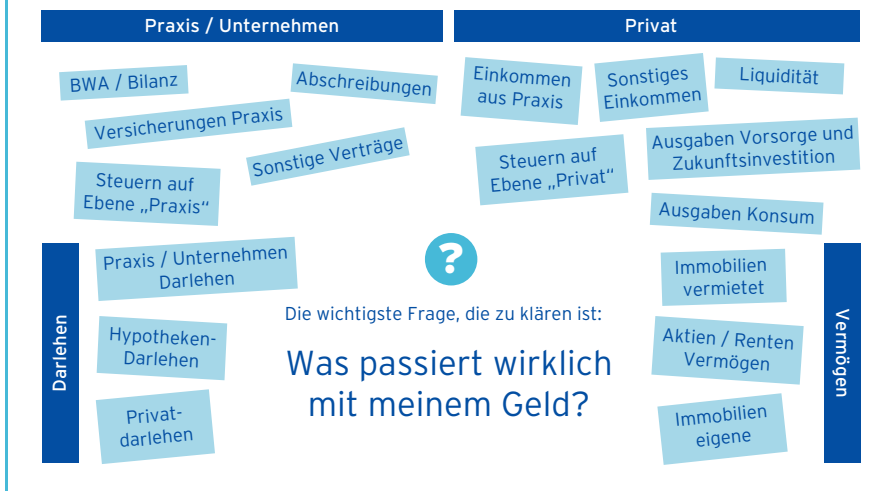 Praxis / Unternehmen
BWA / Bilanz
Abschreibungen
Versicherungen Praxis
Sonstige Verträge
Steuern auf
Ebene „Praxis“
Privat
Einkommen
aus Praxis
Sonstiges
Einkommen
Liquidität
Steuern auf
Ebene „Privat“
Ausgaben Vorsorge und
Zukunftsinvestition
Ausgaben Konsum
Darlehen
Praxis / Unternehmen
Darlehen
Hypotheken-
Darlehen
Privat-
darlehen
?
Die wichtigste Frage, die zu klären ist:
Was passiert wirklich
mit meinem Geld?
Vermögen
Immobilien
vermietet
Aktien / Renten
Vermögen
Immobilien
eigene